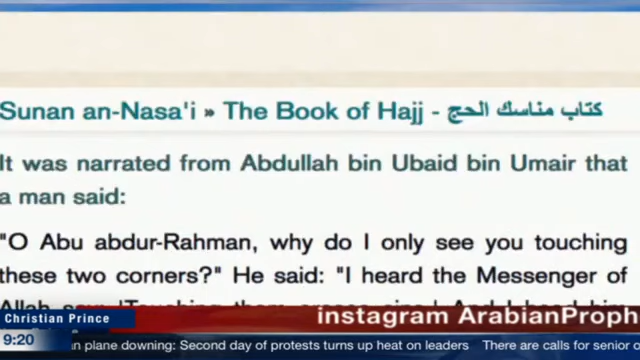 Sunan an-Nasa'i » The Book of Hajj - كتاب مناسك الحج
It was narrated from Abdullah bin Ubaid bin Umair that
a man said:
"O Abu abdur-Rahman, why do I only see you touching
these two corners?" He said: "I heard the Messenger of
Christian Prince
instagram ArabianProph
9:20
plane downing: Second day of protests turns up heat on leaders There are calls for senior